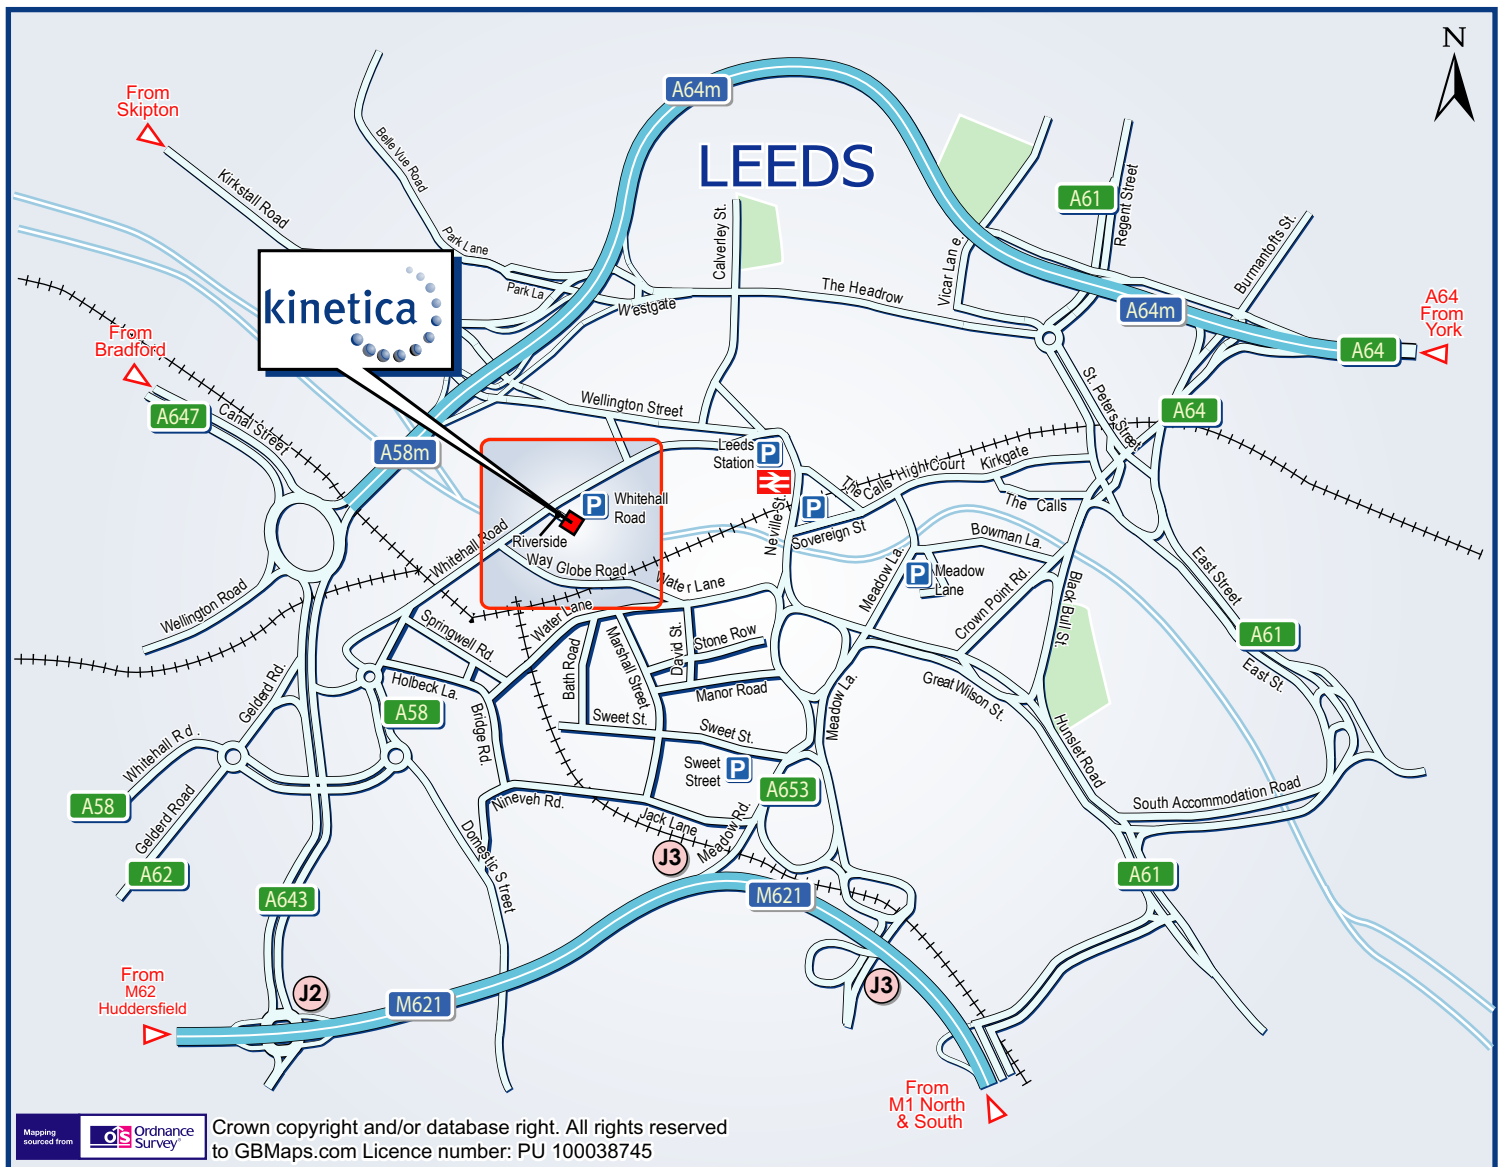 N
A64m
LEEDS
From
Skipton
Belle Vue Road
Kirkstall Road
A61
Regent Street
Park Lane
Calverley St.
Vicar Lane
Burmantofts St.
kinetica
Park La
Westgate
The Headrow
A64m
A64
From
York
A64
From
Bradford
A647
Canal Street
Wellington Street
St. Peters Street
A64
A58m
Leeds
Station
P
The Calls
High Court
Kirkgate
The Calls
P
Whitehall
Road
Neville St.
P
Sovereign St
Bowman La.
Riverside
Way
Whitehall Road
Globe Road
Water Lane
Meadow La.
P
Meadow
Lane
East Street
Wellington Road
Water Lane
Springwell Rd.
Crown Point Rd.
Black Bull St.
A61
Marshall Street
David St.
Stone Row
Bath Road
Holbeck La.
Manor Road
Great Wilson St.
East St.
Gelderd Rd.
A58
Bridge Rd.
Sweet St.
Sweet St.
Meadow La.
Hunslet Road
Whitehall Rd.
Sweet
Street
P
A653
A58
Gelderd Road
Nineveh Rd.
Jack Lane
Meadow Rd.
South Accommodation Road
Domestic Street
J3
A62
A643
M621
A61
From
M62
Huddersfield
J2
M621
J3
From
M1 North
& South
Mapping
sourced from
os
Ordnance
Survey®
Crown copyright and/or database right. All rights reserved
to GBMaps.com Licence number: PU 100038745